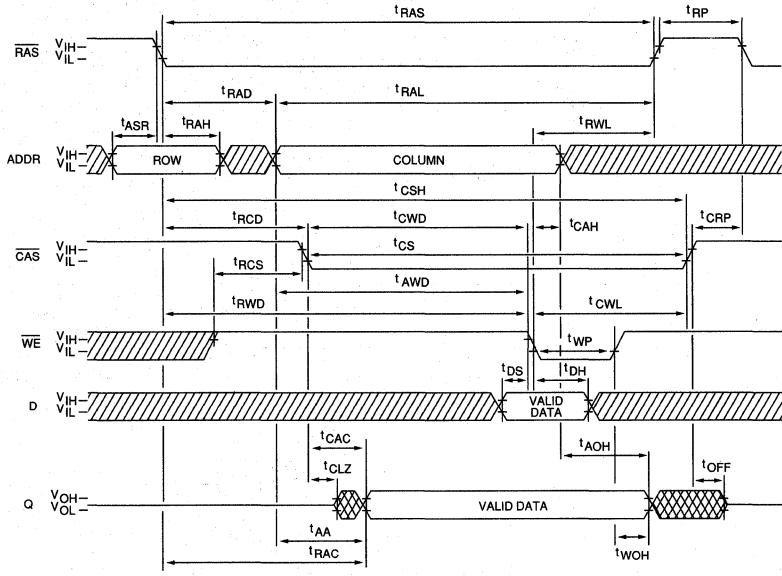 tRAS
tRP
RAS
VIH
VIL
tRAD
tRAL
tASR
tRAH
tRWL
ADDR
VIH
VIL
ROW
COLUMN
tCSH
tRCD
tCWD
tCAH
tCRP
CAS
VIH
VIL
tCS
tRCS
tAWD
tRWD
tCWL
WE
VIH
VIL
tWP
tDS
tDH
D
VIH
VIL
VALID
DATA
tCAC
tAOH
tCLZ
tOFF
Q
VOH
VOL
VALID DATA
tAA
tWOH
tRAC